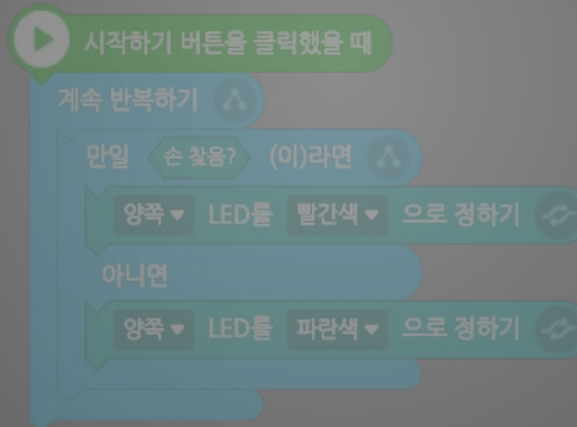 시작하기 버튼을 클릭했을 때
계속 반복하기
만일 손 찾음? (이)라면
양쪽 ▼ LED를 빨간색 ▼ 으로 정하기
아니면
양쪽 ▼ LED를 파란색 ▼ 으로 정하기